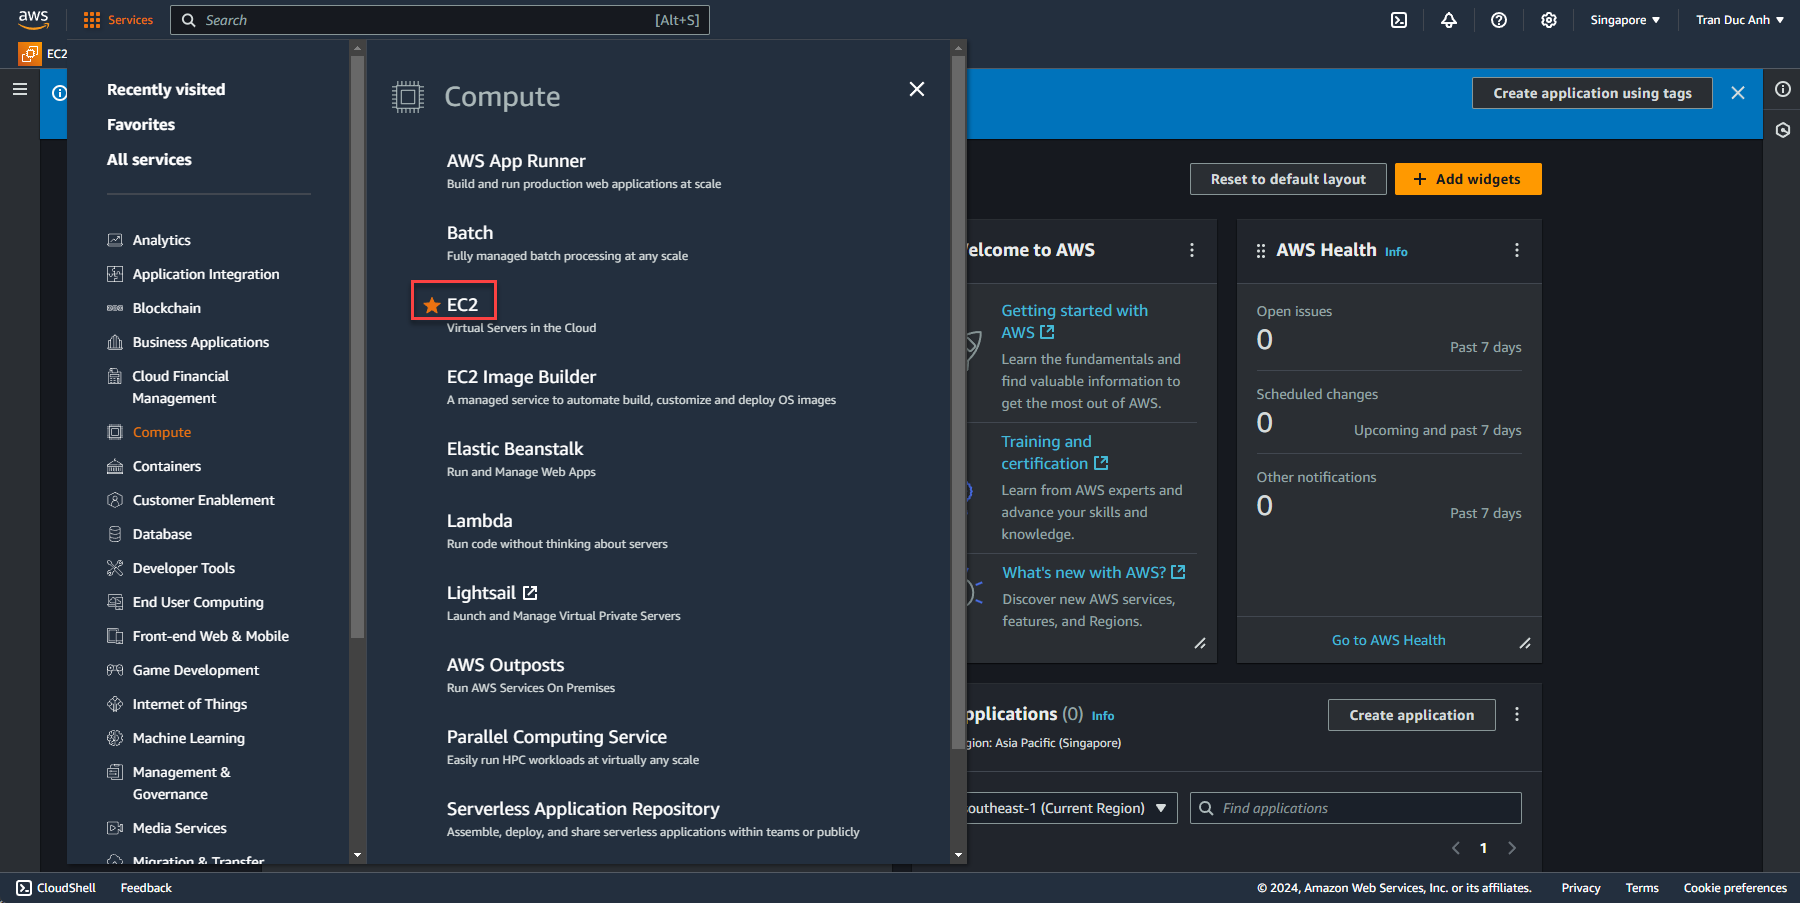 aws
Services
Search
[Alt+S]
Singapore
Tran Duc Anh
EC2
Recently visited
Favorites
All services
Analytics
Application Integration
Blockchain
Business Applications
Cloud Financial
Management
Compute
Containers
Customer Enablement
Database
Developer Tools
End User Computing
Front-end Web & Mobile
Game Development
Internet of Things
Machine Learning
Management &
Governance
Media Services
Migration & Transfer
Compute
AWS App Runner
Build and run production web applications at scale
Batch
Fully managed batch processing at any scale
EC2
Virtual Servers in the Cloud
EC2 Image Builder
A managed service to automate build, customize and deploy OS images
Elastic Beanstalk
Run and Manage Web Apps
Lambda
Run code without thinking about servers
Lightsail
Launch and Manage Virtual Private Servers
AWS Outposts
Run AWS Services On Premises
Parallel Computing Service
Easily run HPC workloads at virtually any scale
Serverless Application Repository
Assemble, deploy, and share serverless applications within teams or publicly
Create application using tags
Reset to default layout
+ Add widgets
elcome to AWS
Getting started with
AWS
Learn the fundamentals and
find valuable information to
get the most out of AWS.
Training and
certification
Learn from AWS experts and
advance your skills and
knowledge.
What's new with AWS?
Discover new AWS services,
features, and Regions.
AWS Health Info
Open issues
0
Past 7 days
Scheduled changes
0
Upcoming and past 7 days
Other notifications
0
Past 7 days
Go to AWS Health
pplications (0) Info
gion: Asia Pacific (Singapore)
Create application
outheast-1 (Current Region)
Find applications
1
CloudShell
Feedback
© 2024, Amazon Web Services, Inc. or its affiliates.
Privacy
Terms
Cookie preferences